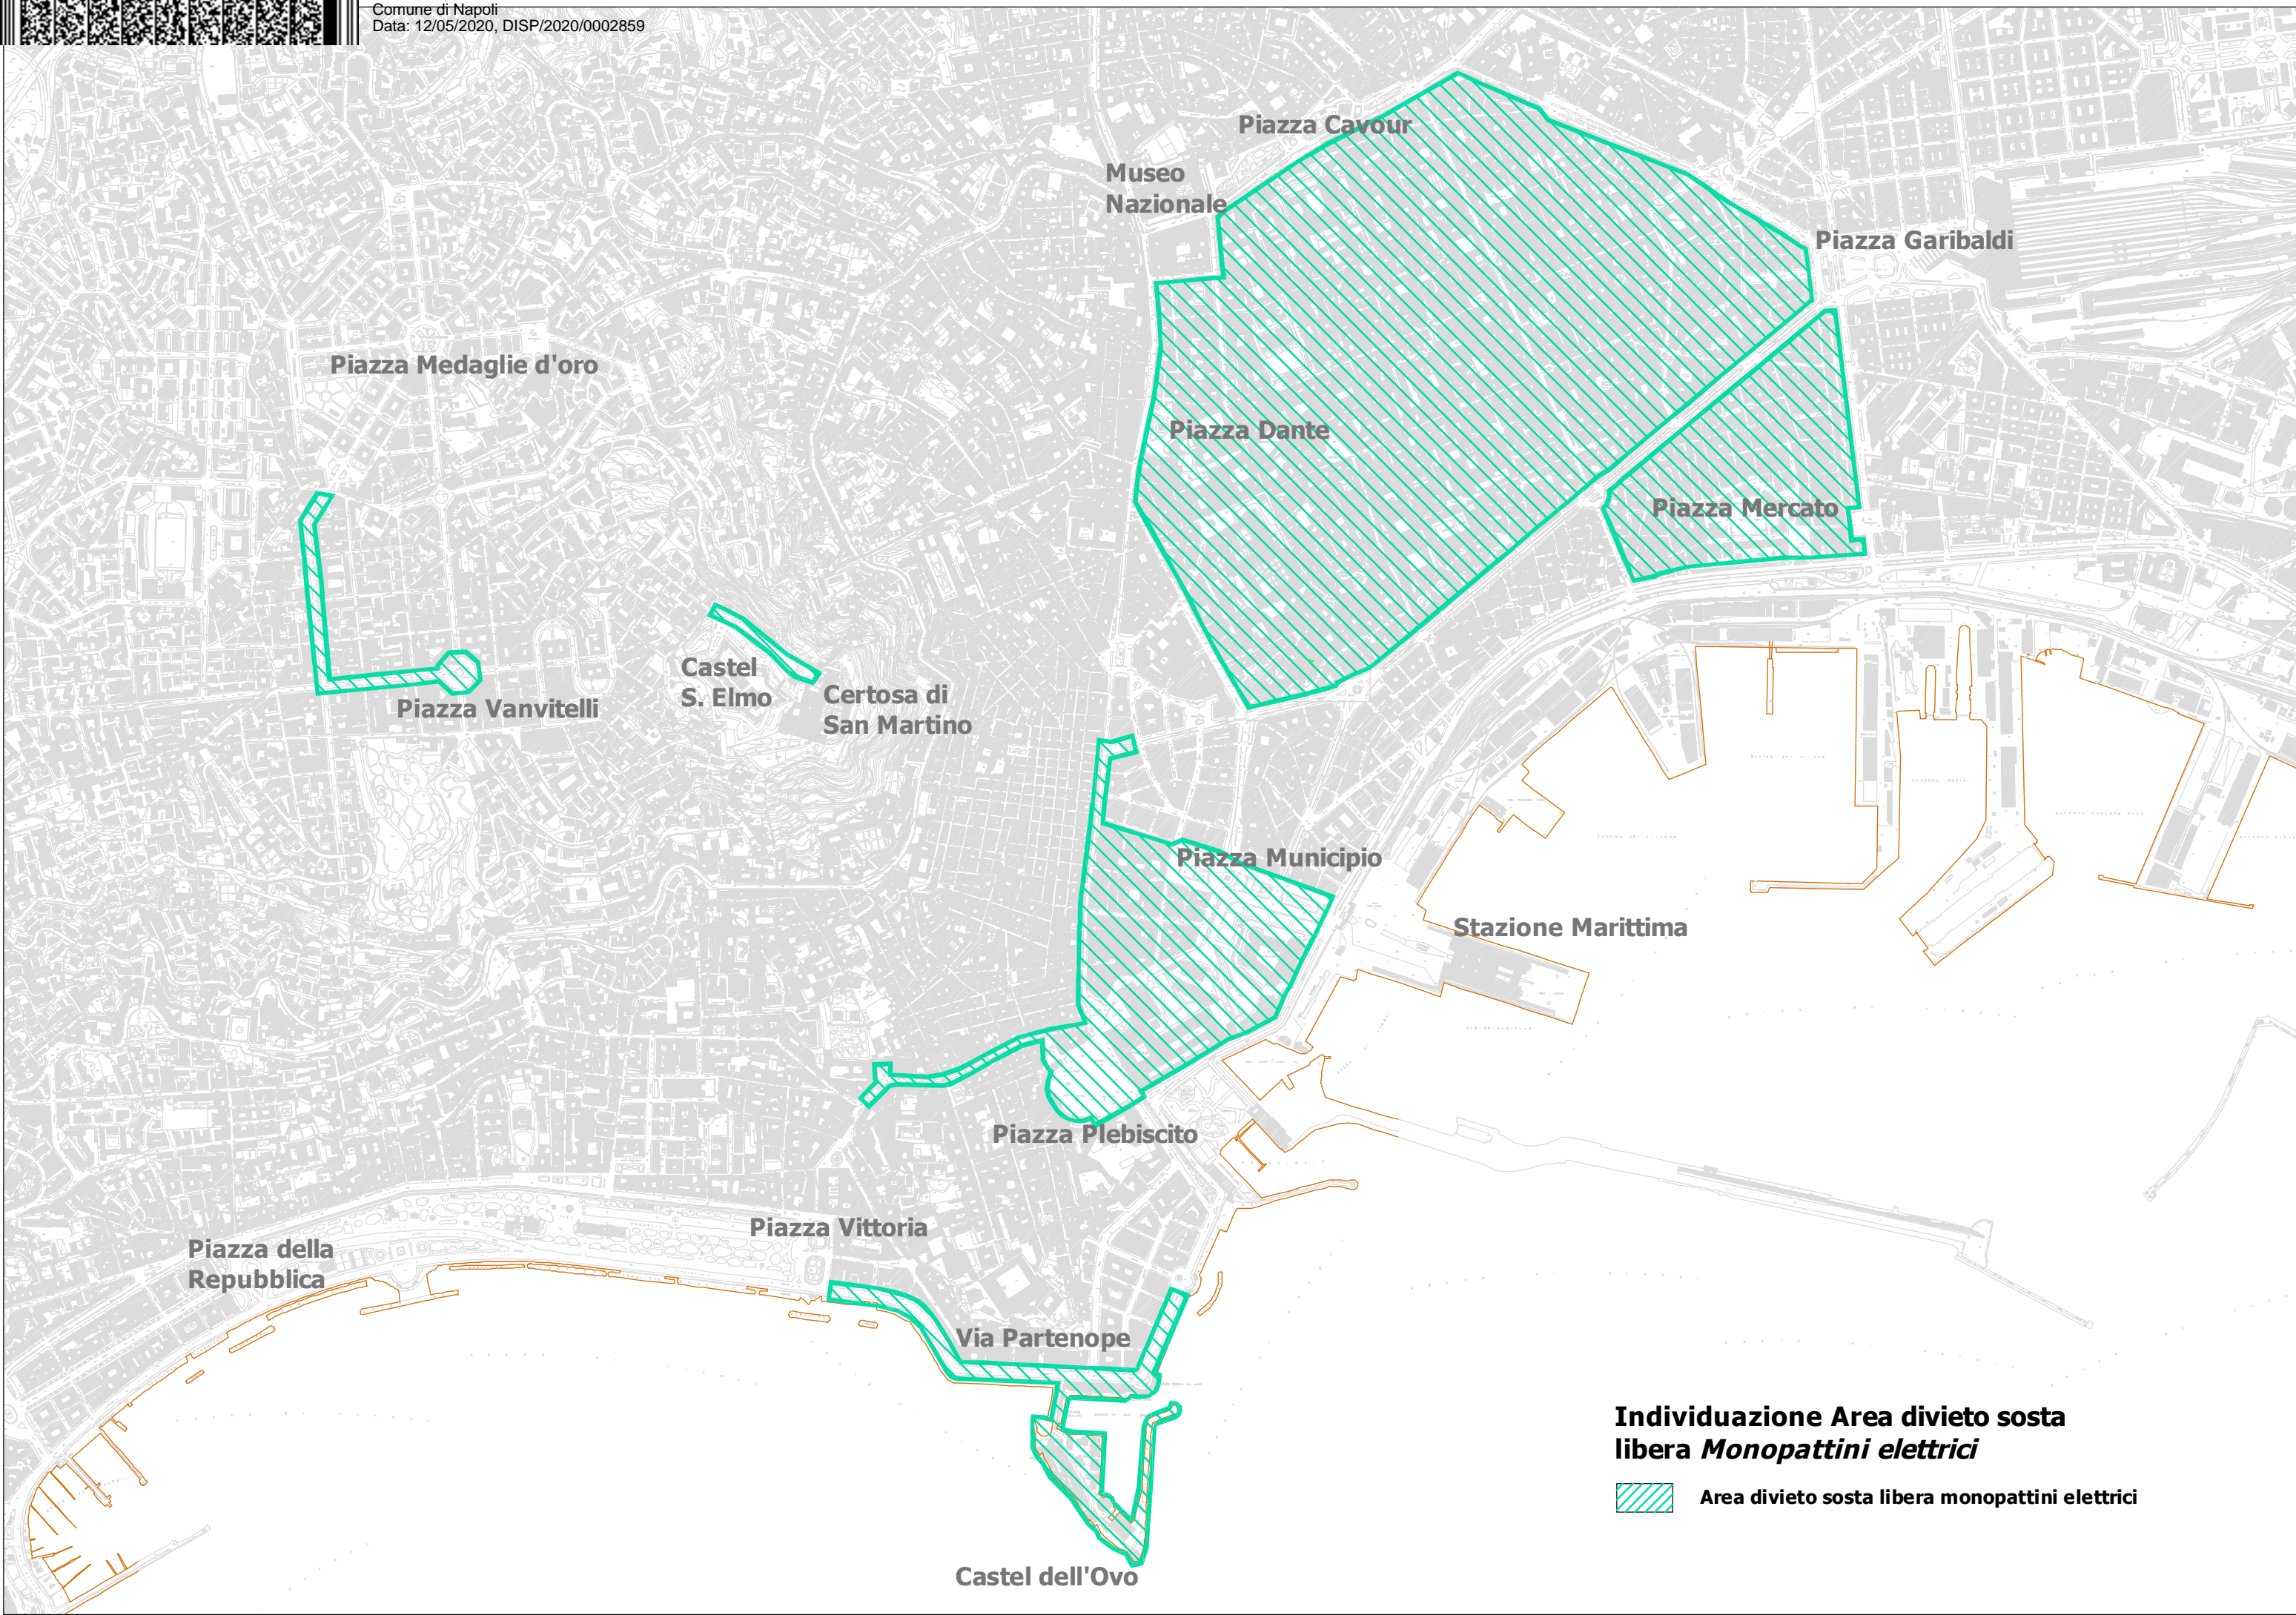 Comune di Napoli
Data: 12/05/2020, DISP/2020/0002859
Piazza Cavour
Museo
Nazionale
Piazza Garibaldi
Piazza Medaglie d'oro
Piazza Dante
Piazza Mercato
Castel
S. Elmo
Certosa di
San Martino
Piazza Vanvitelli
Piazza Municipio
Stazione Marittima
Piazza Plebiscito
Piazza Vittoria
Piazza della
Repubblica
Via Partenope
Castel dell'Ovo
Individuazione Area divieto sosta
libera Monopattini elettrici
Area divieto sosta libera monopattini elettrici